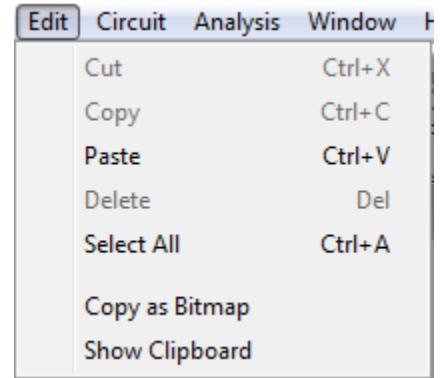 Edit Circuit Analysis Window H
Cut Ctrl+X
Copy Ctrl+C
Paste Ctrl+V
Delete Del
Select All Ctrl+A
Copy as Bitmap
Show Clipboard